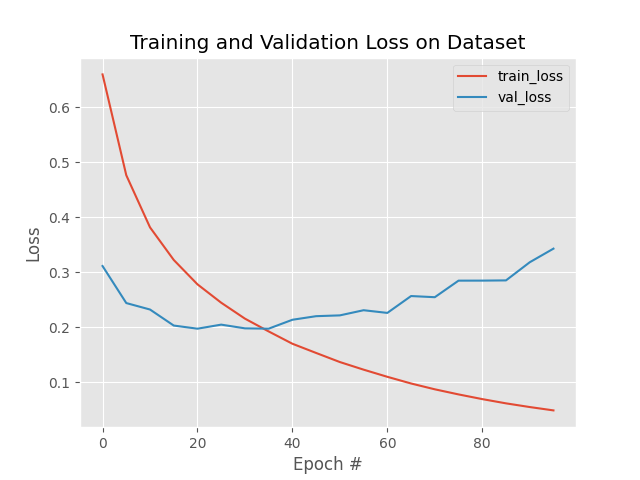 Training and Validation Loss on Dataset
train_loss
val_loss
0.6
0.5
0.4
0.3
0.2
0.1
Loss
0
20
40
60
80
Epoch #